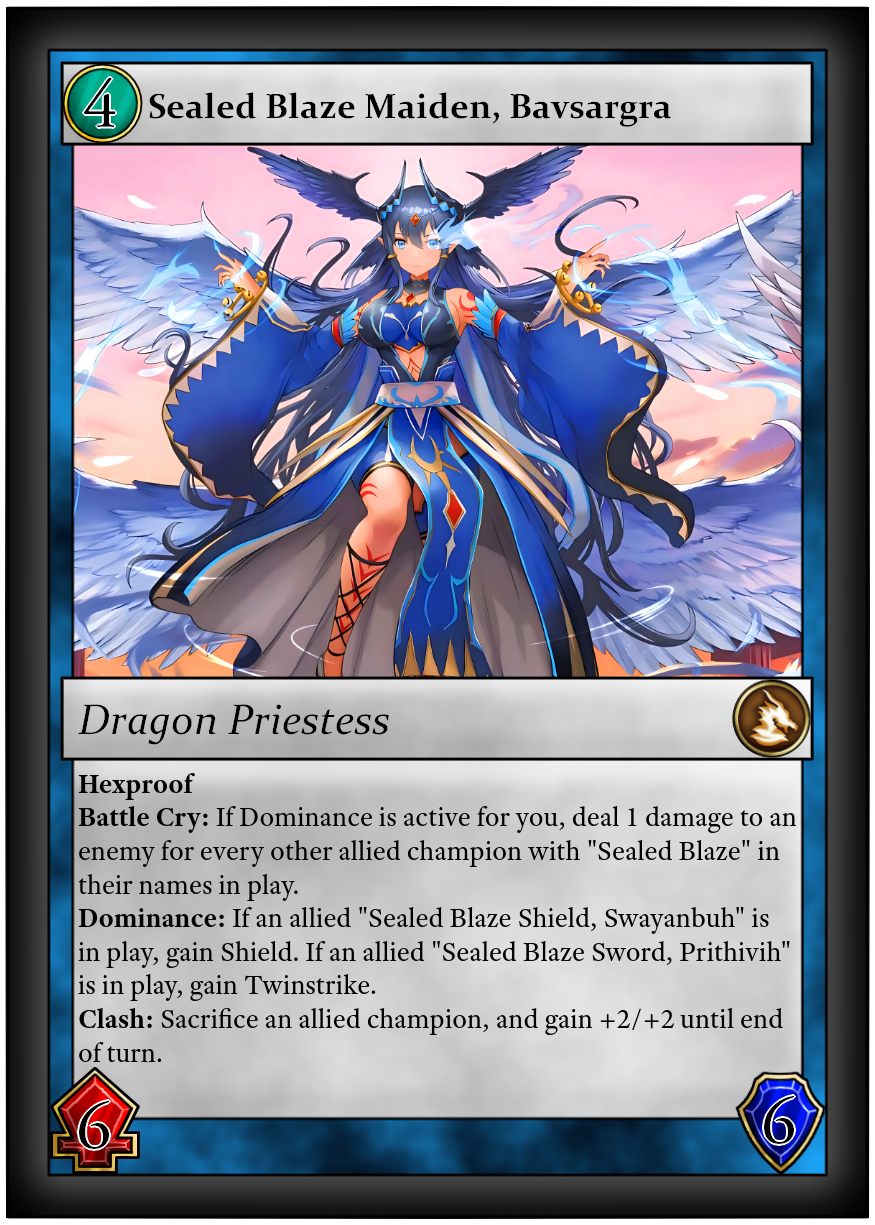 4
Sealed Blaze Maiden, Bavsargra
Dragon Priestess
Hexproof
Battle Cry: If Dominance is active for you, deal 1 damage to an
enemy for every other allied champion with "Sealed Blaze" in
their names in play.
Dominance: If an allied "Sealed Blaze Shield, Swayanbuh" is
in play, gain Shield. If an allied "Sealed Blaze Sword, Prithivih"
is in play, gain Twinstrike.
Clash: Sacrifice an allied champion, and gain +2/+2 until end
of turn.
6
6